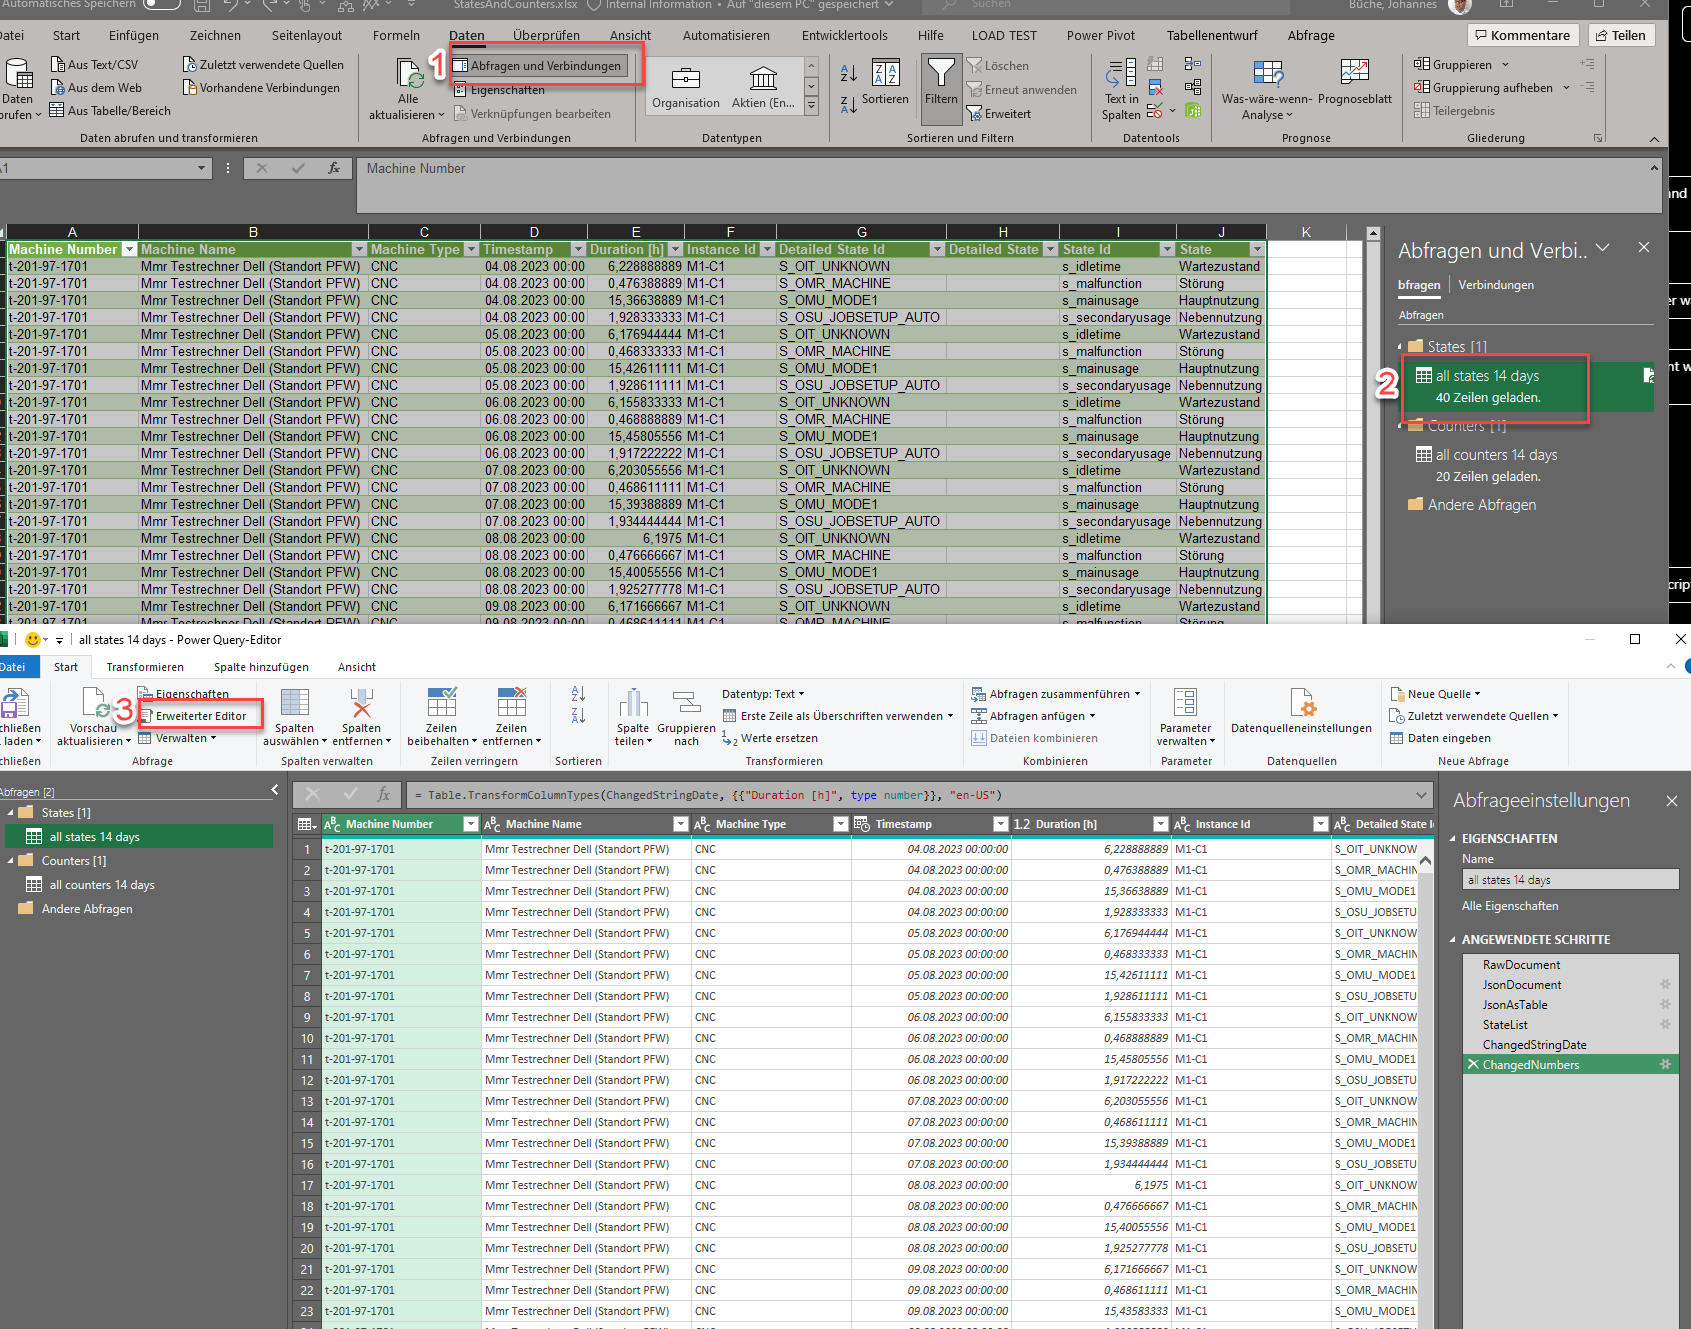 Automatisches Speichern
StatesAndCounters.xlsx
Internal Information • Auf "diesem PC" gespeichert
Suchen
Büche, Johannes
Datei Start Einfügen Zeichnen Seitenlayout Formeln Daten Überprüfen Ansicht Automatisieren Entwicklertools Hilfe LOAD TEST Power Pivot Tabellenentwurf Abfrage Kommentare Teilen
Aus Text/CSV
Aus dem Web
Aus Tabelle/Bereich
Zuletzt verwendete Quellen
Vorhandene Verbindungen
Daten abrufen und transformieren
1
Alle
aktualisieren
Abfragen und Verbindungen
Eigenschaften
Verknüpfungen bearbeiten
Abfragen und Verbindungen
Organisation
Aktien (En...
Datentypen
Sortieren
Filtern
Löschen
Erneut anwenden
Erweitert
Sortieren und Filtern
Text in
Spalten
Datentools
Was-wäre-wenn-
Analyse
Prognoseblatt
Prognose
Gruppieren
Gruppierung aufheben
Teilergebnis
Gliederung
fx Machine Number
A B C D E F G H I J K
Machine Number Machine Name Machine Type Timestamp Duration [h] Instance Id Detailed State Id Detailed State State Id State
t-201-97-1701 Mmr Testrechner Dell (Standort PFW) CNC 04.08.2023 00:00 6,228888889 M1-C1 S_OIT_UNKNOWN s_idletime Wartezustand
t-201-97-1701 Mmr Testrechner Dell (Standort PFW) CNC 04.08.2023 00:00 0,476388889 M1-C1 S_OMR_MACHINE s_malfunction Störung
t-201-97-1701 Mmr Testrechner Dell (Standort PFW) CNC 04.08.2023 00:00 15,36638889 M1-C1 S_OMU_MODE1 s_mainusage Hauptnutzung
t-201-97-1701 Mmr Testrechner Dell (Standort PFW) CNC 04.08.2023 00:00 1,928333333 M1-C1 S_OSU_JOBSETUP_AUTO s_secondaryusage Nebennutzung
t-201-97-1701 Mmr Testrechner Dell (Standort PFW) CNC 05.08.2023 00:00 6,176944444 M1-C1 S_OIT_UNKNOWN s_idletime Wartezustand
t-201-97-1701 Mmr Testrechner Dell (Standort PFW) CNC 05.08.2023 00:00 0,468333333 M1-C1 S_OMR_MACHINE s_malfunction Störung
t-201-97-1701 Mmr Testrechner Dell (Standort PFW) CNC 05.08.2023 00:00 15,42611111 M1-C1 S_OMU_MODE1 s_mainusage Hauptnutzung
t-201-97-1701 Mmr Testrechner Dell (Standort PFW) CNC 05.08.2023 00:00 1,928611111 M1-C1 S_OSU_JOBSETUP_AUTO s_secondaryusage Nebennutzung
t-201-97-1701 Mmr Testrechner Dell (Standort PFW) CNC 06.08.2023 00:00 6,155833333 M1-C1 S_OIT_UNKNOWN s_idletime Wartezustand
t-201-97-1701 Mmr Testrechner Dell (Standort PFW) CNC 06.08.2023 00:00 0,468888889 M1-C1 S_OMR_MACHINE s_malfunction Störung
t-201-97-1701 Mmr Testrechner Dell (Standort PFW) CNC 06.08.2023 00:00 15,45805556 M1-C1 S_OMU_MODE1 s_mainusage Hauptnutzung
t-201-97-1701 Mmr Testrechner Dell (Standort PFW) CNC 06.08.2023 00:00 1,917222222 M1-C1 S_OSU_JOBSETUP_AUTO s_secondaryusage Nebennutzung
t-201-97-1701 Mmr Testrechner Dell (Standort PFW) CNC 07.08.2023 00:00 6,203055556 M1-C1 S_OIT_UNKNOWN s_idletime Wartezustand
t-201-97-1701 Mmr Testrechner Dell (Standort PFW) CNC 07.08.2023 00:00 0,468611111 M1-C1 S_OMR_MACHINE s_malfunction Störung
t-201-97-1701 Mmr Testrechner Dell (Standort PFW) CNC 07.08.2023 00:00 15,39388889 M1-C1 S_OMU_MODE1 s_mainusage Hauptnutzung
t-201-97-1701 Mmr Testrechner Dell (Standort PFW) CNC 07.08.2023 00:00 1,934444444 M1-C1 S_OSU_JOBSETUP_AUTO s_secondaryusage Nebennutzung
t-201-97-1701 Mmr Testrechner Dell (Standort PFW) CNC 08.08.2023 00:00 6,1975 M1-C1 S_OIT_UNKNOWN s_idletime Wartezustand
t-201-97-1701 Mmr Testrechner Dell (Standort PFW) CNC 08.08.2023 00:00 0,476666667 M1-C1 S_OMR_MACHINE s_malfunction Störung
t-201-97-1701 Mmr Testrechner Dell (Standort PFW) CNC 08.08.2023 00:00 15,40055556 M1-C1 S_OMU_MODE1 s_mainusage Hauptnutzung
t-201-97-1701 Mmr Testrechner Dell (Standort PFW) CNC 08.08.2023 00:00 1,925277778 M1-C1 S_OSU_JOBSETUP_AUTO s_secondaryusage Nebennutzung
t-201-97-1701 Mmr Testrechner Dell (Standort PFW) CNC 09.08.2023 00:00 6,171666667 M1-C1 S_OIT_UNKNOWN s_idletime Wartezustand
Abfragen und Verbi..
bfragen Verbindungen
Abfragen
States [1]
2
all states 14 days
40 Zeilen geladen.
Counters [1]
all counters 14 days
20 Zeilen geladen.
Andere Abfragen
all states 14 days - Power Query-Editor
Datei Start Transformieren Spalte hinzufügen Ansicht
chließen
laden
chließen
Vorschau
aktualisieren
3
Eigenschaften
Erweiterter Editor
Verwalten
Abfrage
Spalten
auswählen
Spalten
entfernen
Spalten verwalten
Zeilen
beibehalten
Zeilen
entfernen
Zeilen verringern
Sortieren
Spalte
teilen
Gruppieren
nach
Datentyp: Text
Erste Zeile als Überschriften verwenden
Werte ersetzen
Transformieren
Abfragen zusammenführen
Abfragen anfügen
Dateien kombinieren
Kombinieren
Parameter
verwalten
Parameter
Datenquelleneinstellungen
Datenquellen
Neue Quelle
Zuletzt verwendete Quellen
Daten eingeben
Neue Abfrage
Abfragen [2]
States [1]
all states 14 days
Counters [1]
all counters 14 days
Andere Abfragen
fx = Table.TransformColumnTypes(ChangedStringDate, {{"Duration [h]", type number}}, "en-US")
Machine Number Machine Name Machine Type Timestamp 1.2 Duration [h] Instance Id Detailed State I
1 t-201-97-1701 Mmr Testrechner Dell (Standort PFW) CNC 04.08.2023 00:00:00 6,228888889 M1-C1 S_OIT_UNKNOW
2 t-201-97-1701 Mmr Testrechner Dell (Standort PFW) CNC 04.08.2023 00:00:00 0,476388889 M1-C1 S_OMR_MACHIN
3 t-201-97-1701 Mmr Testrechner Dell (Standort PFW) CNC 04.08.2023 00:00:00 15,36638889 M1-C1 S_OMU_MODE1
4 t-201-97-1701 Mmr Testrechner Dell (Standort PFW) CNC 04.08.2023 00:00:00 1,928333333 M1-C1 S_OSU_JOBSETU
5 t-201-97-1701 Mmr Testrechner Dell (Standort PFW) CNC 05.08.2023 00:00:00 6,176944444 M1-C1 S_OIT_UNKNOW
6 t-201-97-1701 Mmr Testrechner Dell (Standort PFW) CNC 05.08.2023 00:00:00 0,468333333 M1-C1 S_OMR_MACHIN
7 t-201-97-1701 Mmr Testrechner Dell (Standort PFW) CNC 05.08.2023 00:00:00 15,42611111 M1-C1 S_OMU_MODE1
8 t-201-97-1701 Mmr Testrechner Dell (Standort PFW) CNC 05.08.2023 00:00:00 1,928611111 M1-C1 S_OSU_JOBSETU
9 t-201-97-1701 Mmr Testrechner Dell (Standort PFW) CNC 06.08.2023 00:00:00 6,155833333 M1-C1 S_OIT_UNKNOW
10 t-201-97-1701 Mmr Testrechner Dell (Standort PFW) CNC 06.08.2023 00:00:00 0,468888889 M1-C1 S_OMR_MACHIN
11 t-201-97-1701 Mmr Testrechner Dell (Standort PFW) CNC 06.08.2023 00:00:00 15,45805556 M1-C1 S_OMU_MODE1
12 t-201-97-1701 Mmr Testrechner Dell (Standort PFW) CNC 06.08.2023 00:00:00 1,917222222 M1-C1 S_OSU_JOBSETU
13 t-201-97-1701 Mmr Testrechner Dell (Standort PFW) CNC 07.08.2023 00:00:00 6,203055556 M1-C1 S_OIT_UNKNOW
14 t-201-97-1701 Mmr Testrechner Dell (Standort PFW) CNC 07.08.2023 00:00:00 0,468611111 M1-C1 S_OMR_MACHIN
15 t-201-97-1701 Mmr Testrechner Dell (Standort PFW) CNC 07.08.2023 00:00:00 15,39388889 M1-C1 S_OMU_MODE1
16 t-201-97-1701 Mmr Testrechner Dell (Standort PFW) CNC 07.08.2023 00:00:00 1,934444444 M1-C1 S_OSU_JOBSETU
17 t-201-97-1701 Mmr Testrechner Dell (Standort PFW) CNC 08.08.2023 00:00:00 6,1975 M1-C1 S_OIT_UNKNOW
18 t-201-97-1701 Mmr Testrechner Dell (Standort PFW) CNC 08.08.2023 00:00:00 0,476666667 M1-C1 S_OMR_MACHIN
19 t-201-97-1701 Mmr Testrechner Dell (Standort PFW) CNC 08.08.2023 00:00:00 15,40055556 M1-C1 S_OMU_MODE1
20 t-201-97-1701 Mmr Testrechner Dell (Standort PFW) CNC 08.08.2023 00:00:00 1,925277778 M1-C1 S_OSU_JOBSETU
21 t-201-97-1701 Mmr Testrechner Dell (Standort PFW) CNC 09.08.2023 00:00:00 6,171666667 M1-C1 S_OIT_UNKNOW
22 t-201-97-1701 Mmr Testrechner Dell (Standort PFW) CNC 09.08.2023 00:00:00 0,468611111 M1-C1 S_OMR_MACHIN
23 t-201-97-1701 Mmr Testrechner Dell (Standort PFW) CNC 09.08.2023 00:00:00 15,43583333 M1-C1 S_OMU_MODE1
Abfrageeinstellungen
EIGENSCHAFTEN
Name
all states 14 days
Alle Eigenschaften
ANGEWENDETE SCHRITTE
RawDocument
JsonDocument
JsonAsTable
StateList
ChangedStringDate
ChangedNumbers